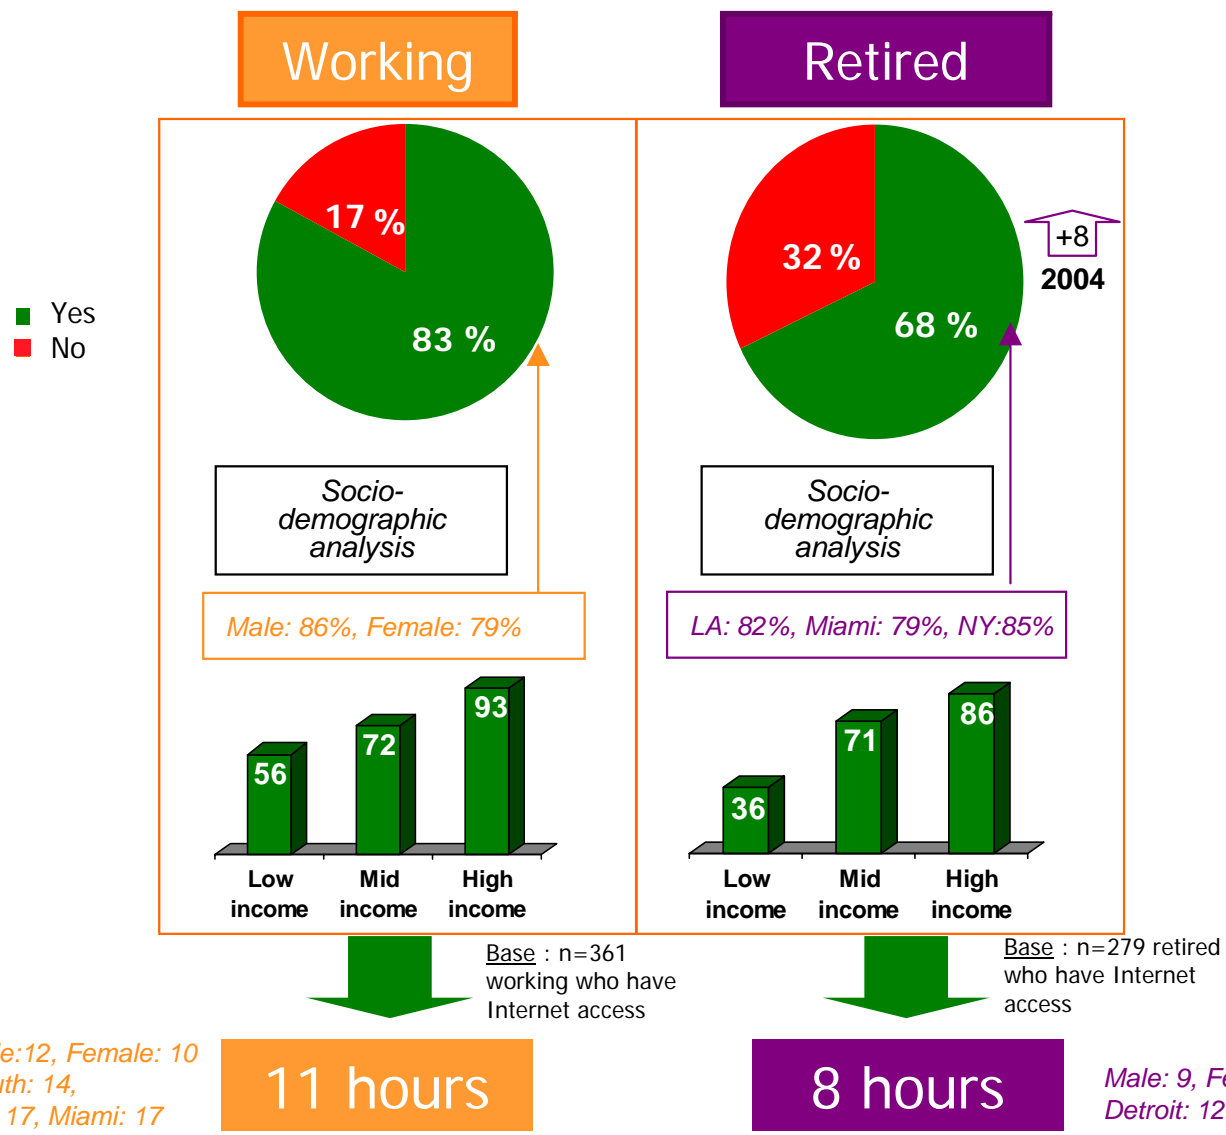 Working
Retired
17 %
83 %
32 %
68 %
+8
2004
Yes
No
Socio-
demographic
analysis
Socio-
demographic
analysis
Male: 86%, Female: 79%
LA: 82%, Miami: 79%, NY:85%
56
72
93
36
71
86
Low
income
Mid
income
High
income
Low
income
Mid
income
High
income
Base : n=361
working who have
Internet access
Base : n=279 retired
who have Internet
access
Female: 10
14,
17, Miami: 17
11 hours
8 hours
Male: 9,
Detroit: 12